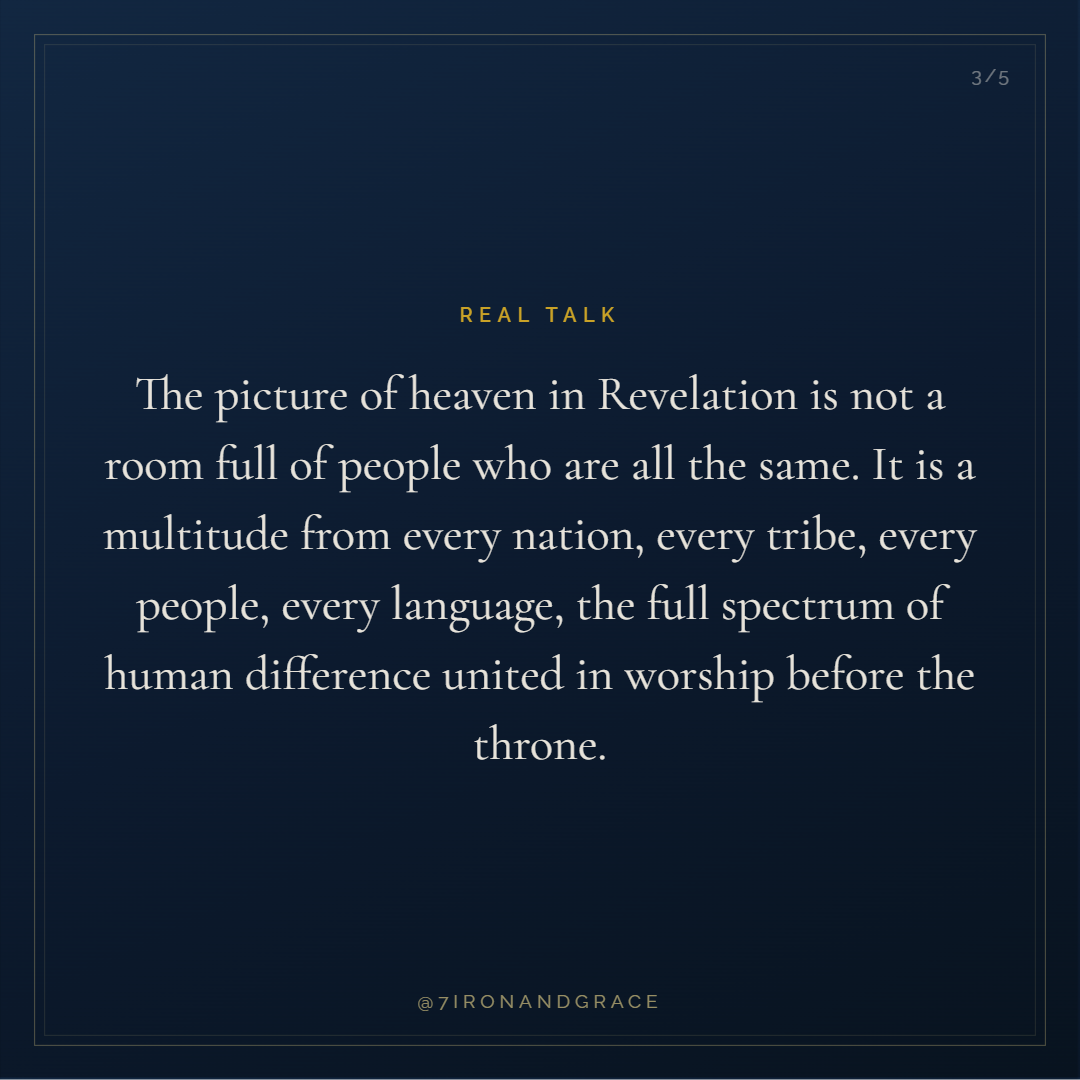 3/5
REAL TALK
The picture of heaven in Revelation is not a
room full of people who are all the same. It is a
multitude from every nation, every tribe, every
people, every language, the full spectrum of
human difference united in worship before the
throne.
@7IRONANDGRACE